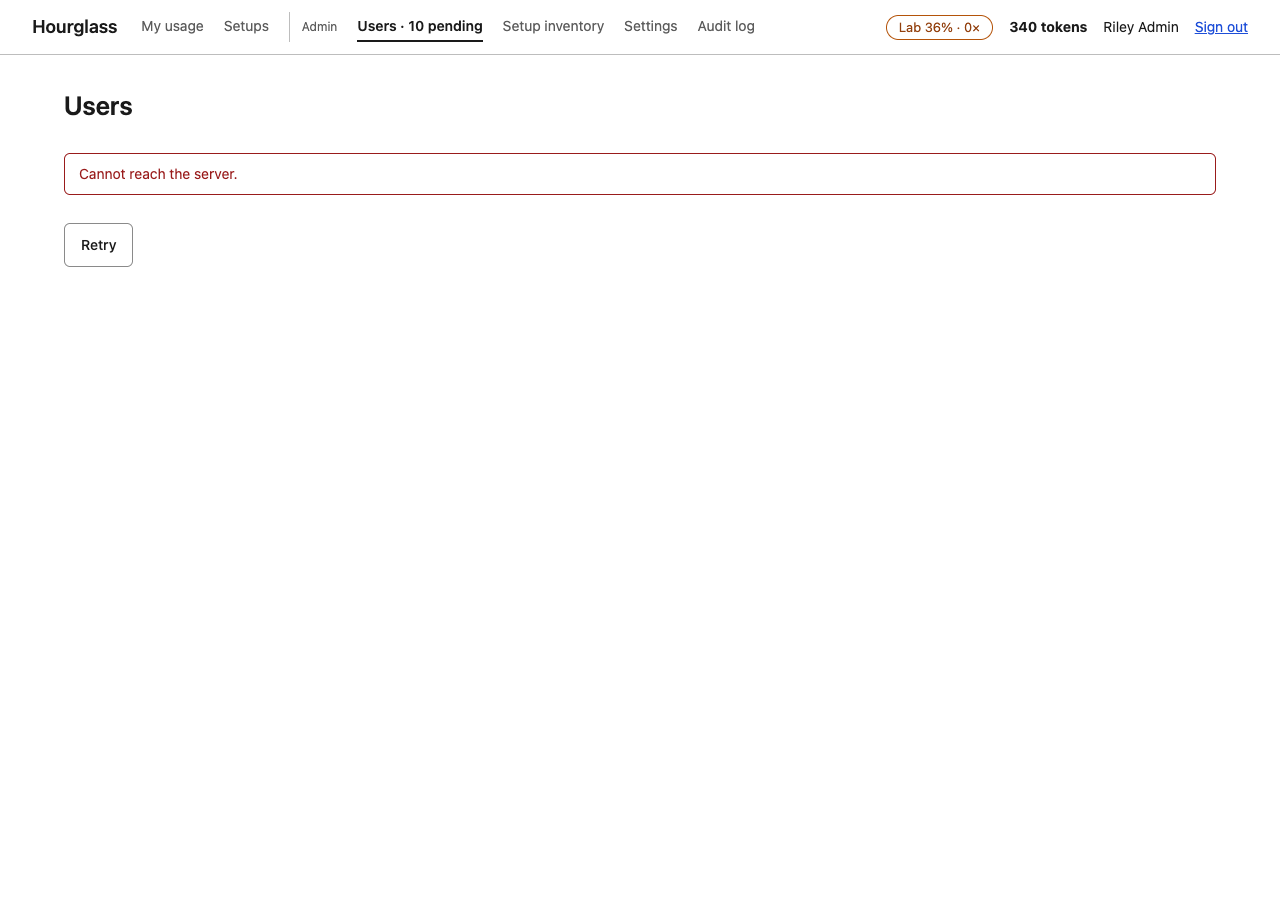 Hourglass My usage Setups Admin Users · 10 pending Setup inventory Settings Audit log Lab 36% · 0× 340 tokens Riley Admin Sign out
Users
Cannot reach the server.
Retry